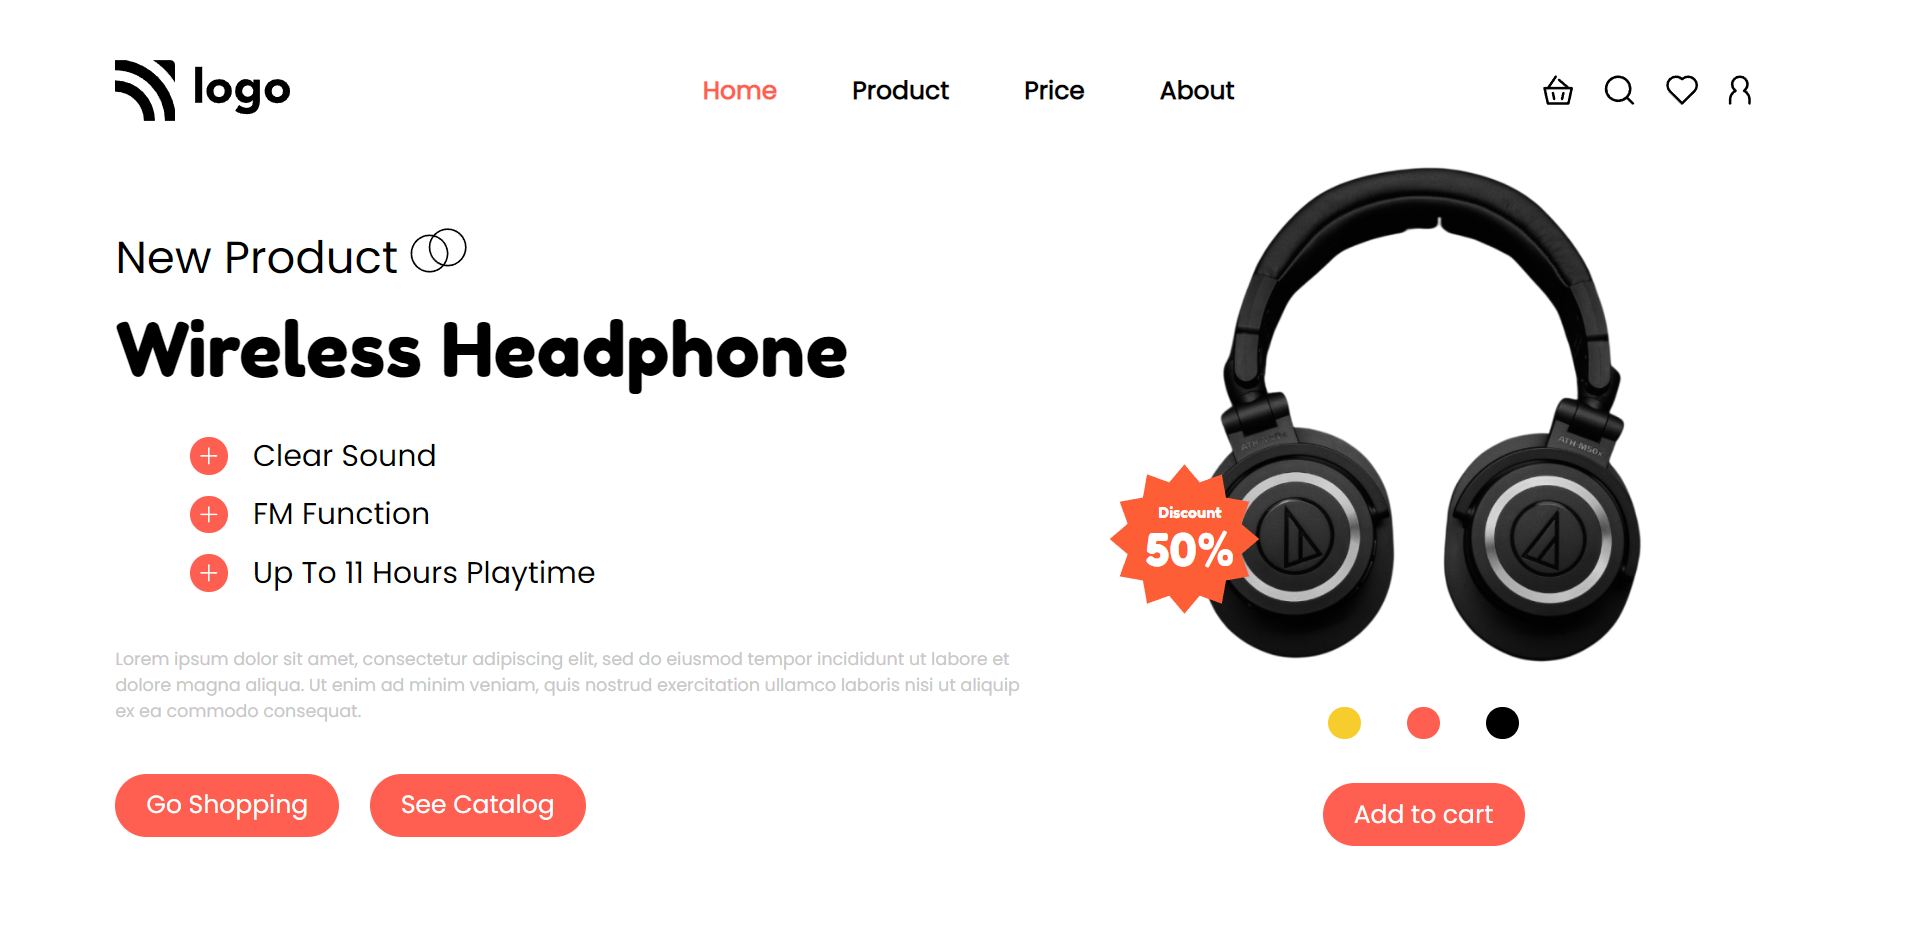 logo
Home Product Price About
New Product
Wireless Headphone
Clear Sound
FM Function
Up To 11 Hours Playtime
Lorem ipsum dolor sit amet, consectetur adipiscing elit, sed do eiusmod tempor incididunt ut labore et
dolore magna aliqua. Ut enim ad minim veniam, quis nostrud exercitation ullamco laboris nisi ut aliquip
ex ea commodo consequat.
Go Shopping
See Catalog
ATH-M50x
Discount
50%
Add to cart